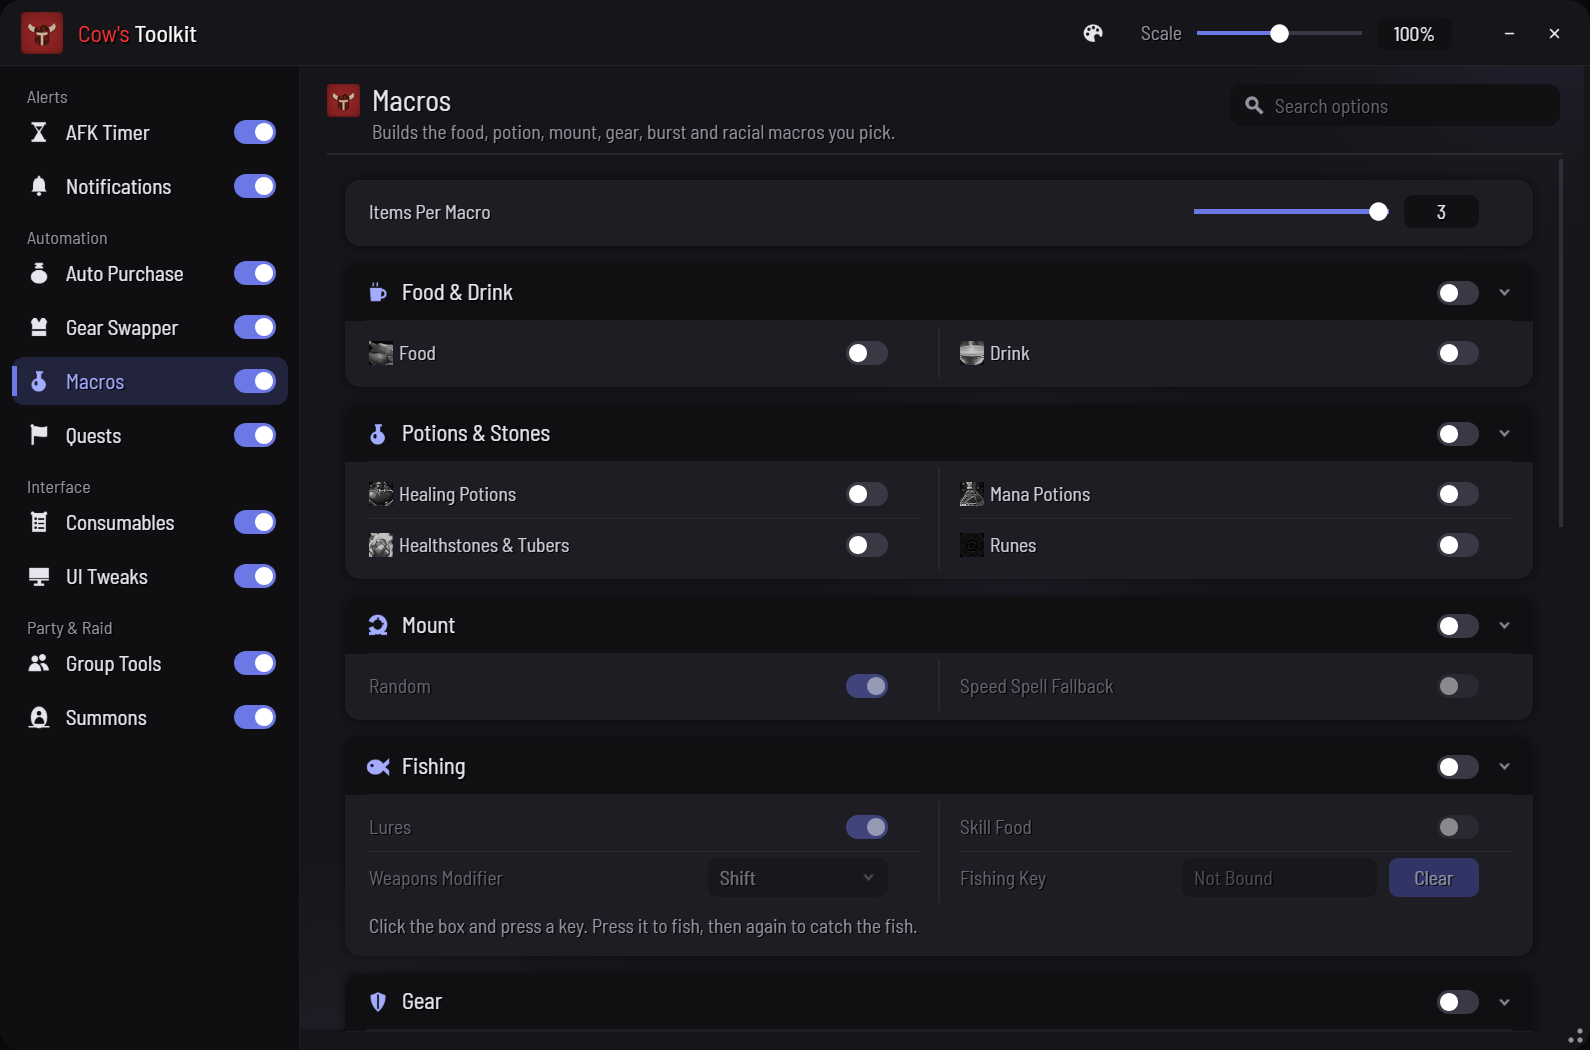 Cow's Toolkit
Scale
100%
Alerts
AFK Timer
Notifications
Automation
Auto Purchase
Gear Swapper
Macros
Quests
Interface
Consumables
UI Tweaks
Party & Raid
Group Tools
Summons
Macros
Builds the food, potion, mount, gear, burst and racial macros you pick.
Search options
Items Per Macro
3
Food & Drink
Food
Drink
Potions & Stones
Healing Potions
Mana Potions
Healthstones & Tubers
Runes
Mount
Random
Speed Spell Fallback
Fishing
Lures
Skill Food
Weapons Modifier
Shift
Fishing Key
Not Bound
Clear
Click the box and press a key. Press it to fish, then again to catch the fish.
Gear